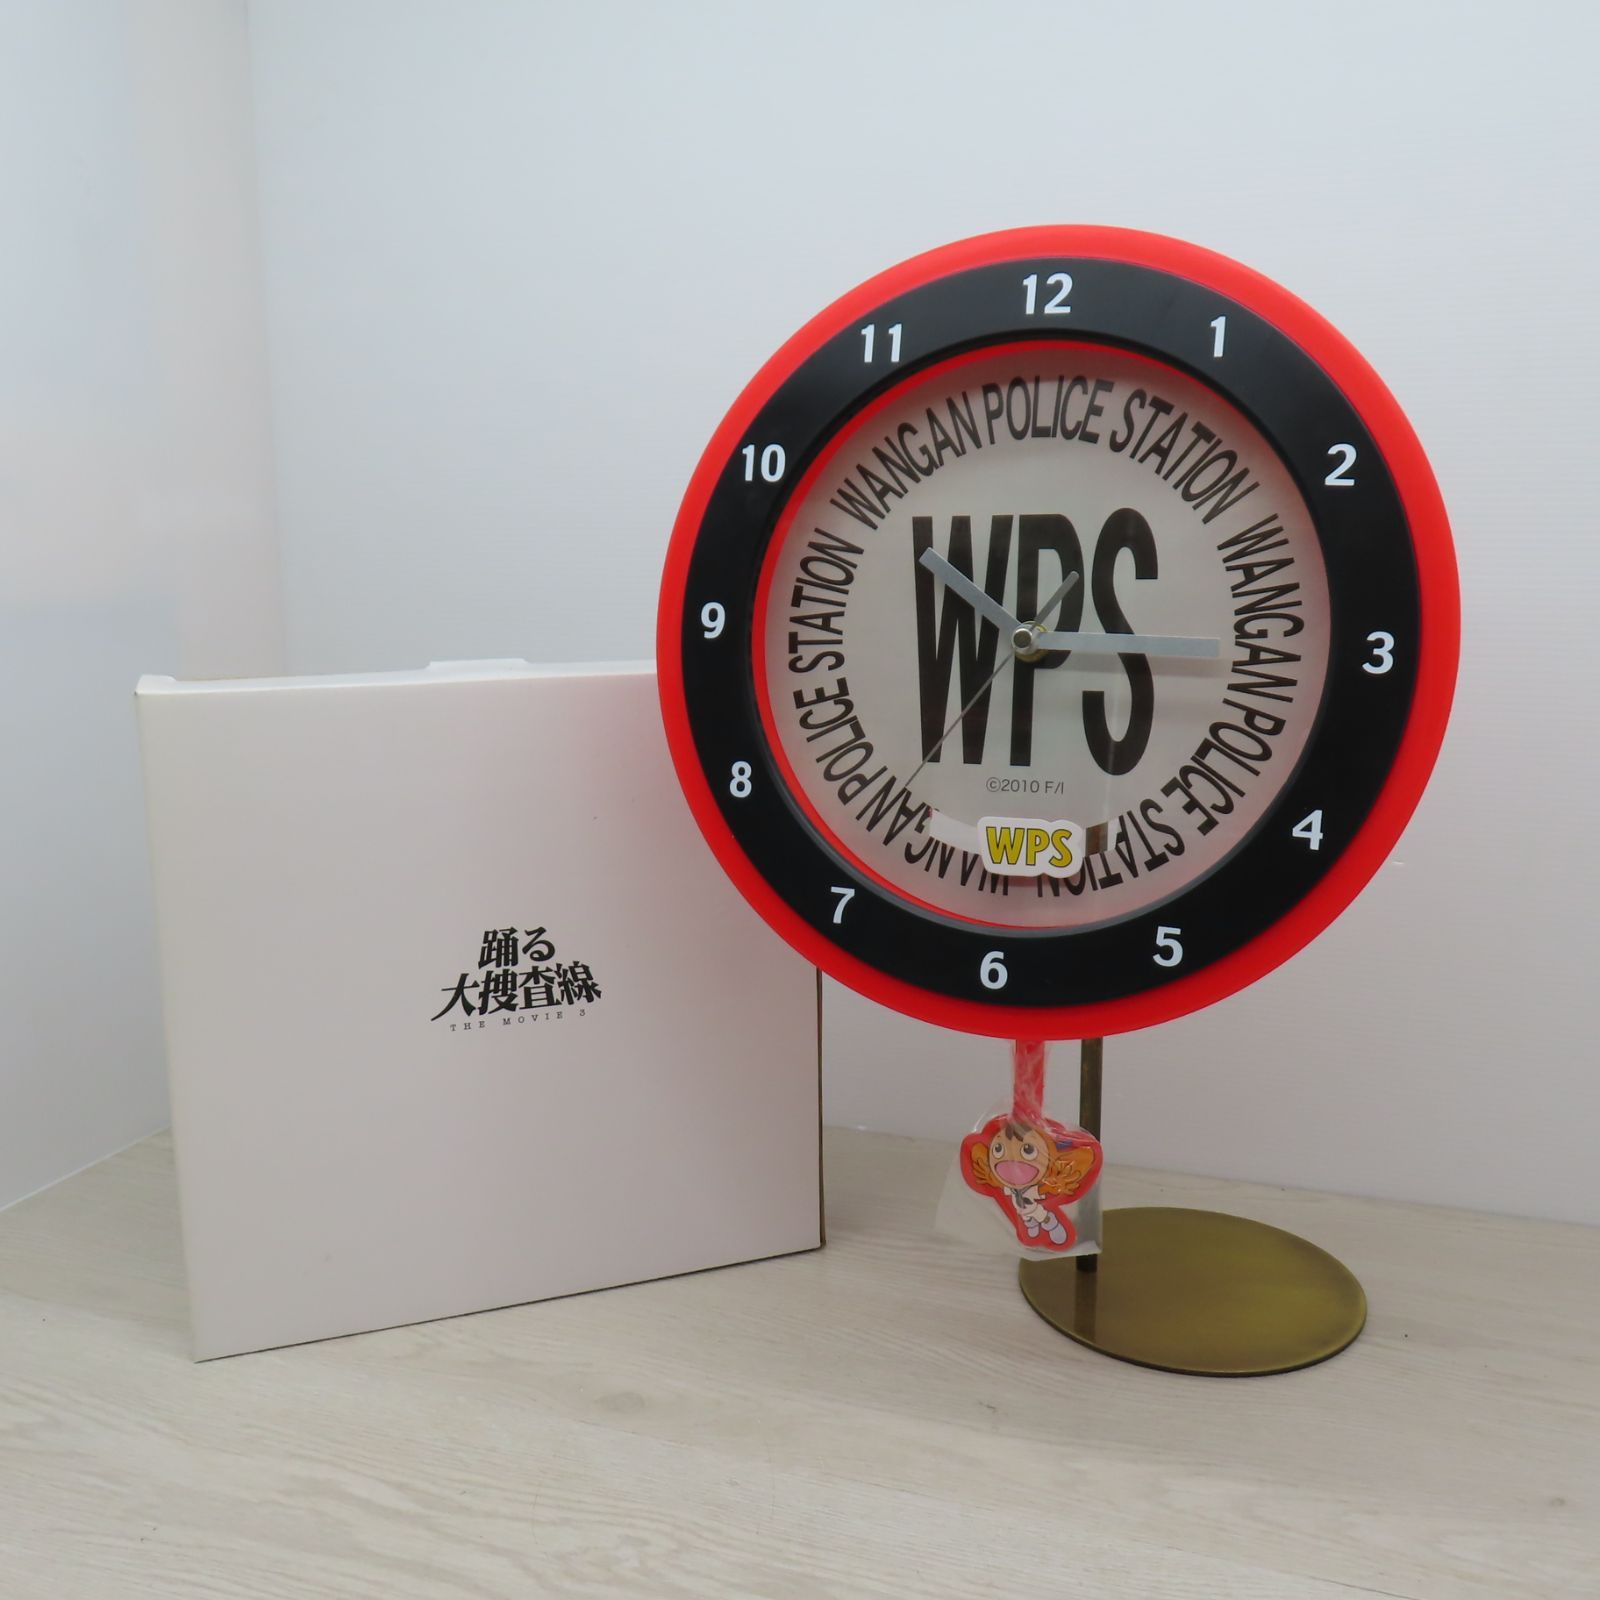 踊る
大捜査線
THE MOVIE 3
12
1
2
3
4
5
6
7
8
9
10
11
WANGAN POLICE STATION
WANGAN POLICE STATION
WANGAN POLICE STATION
WPS
©2010 F/I
WPS